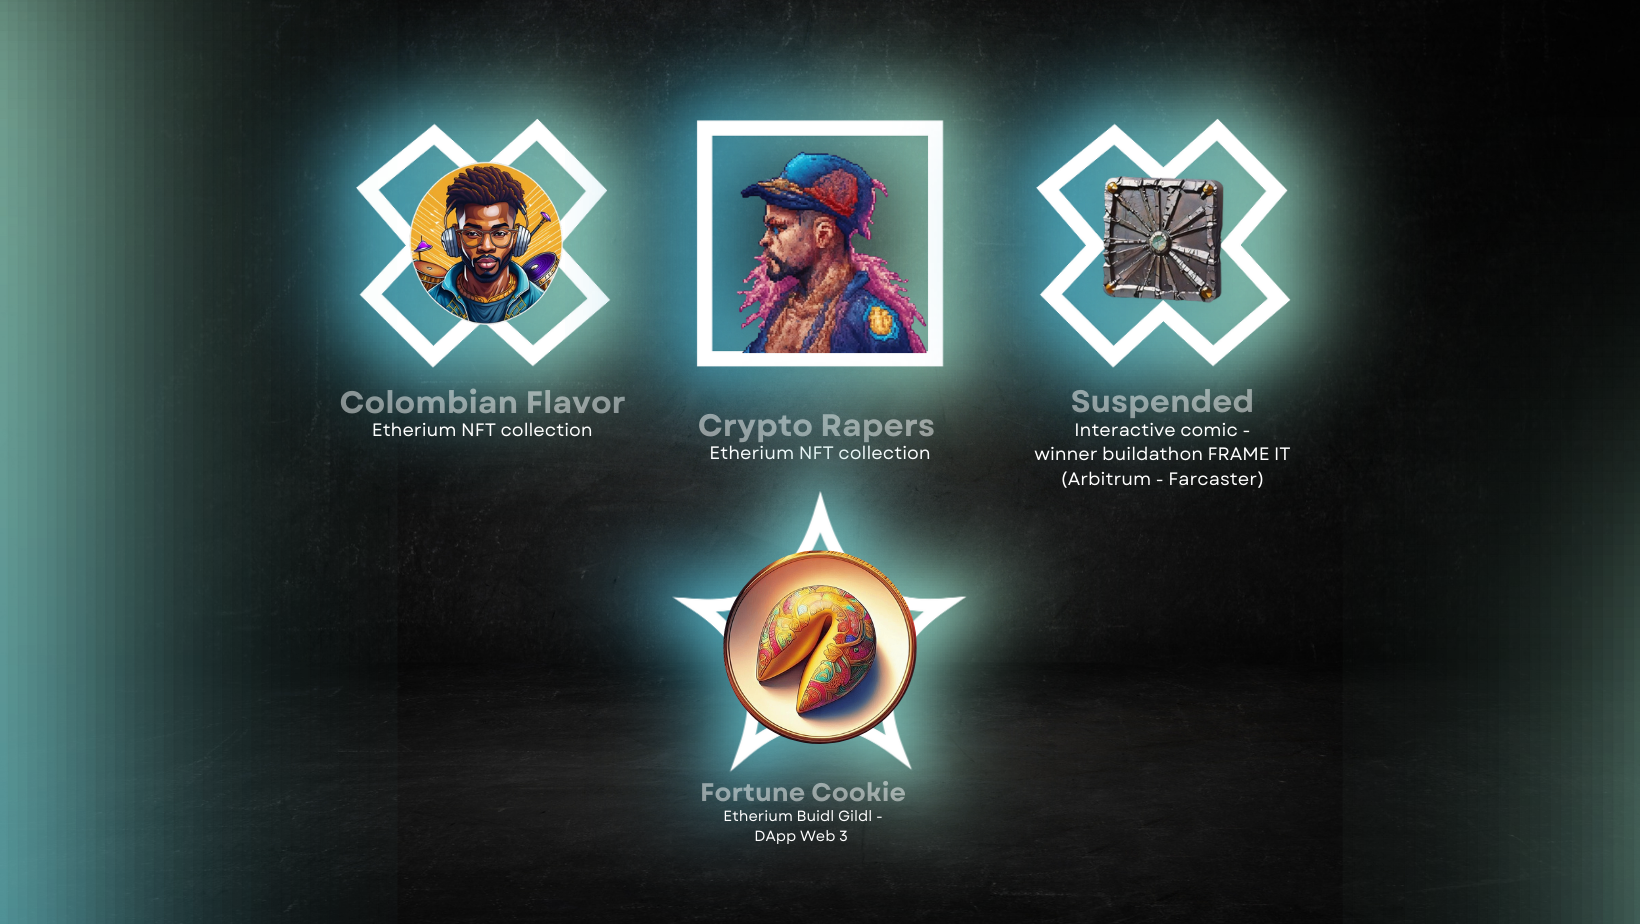 Colombian Flavor
Etherium NFT collection
Crypto Rapers
Etherium NFT collection
Suspended
Interactive comic -
winner buildathon FRAME IT
(Arbitrum - Farcaster)
Fortune Cookie
Etherium Buidl Gildl -
DApp Web 3